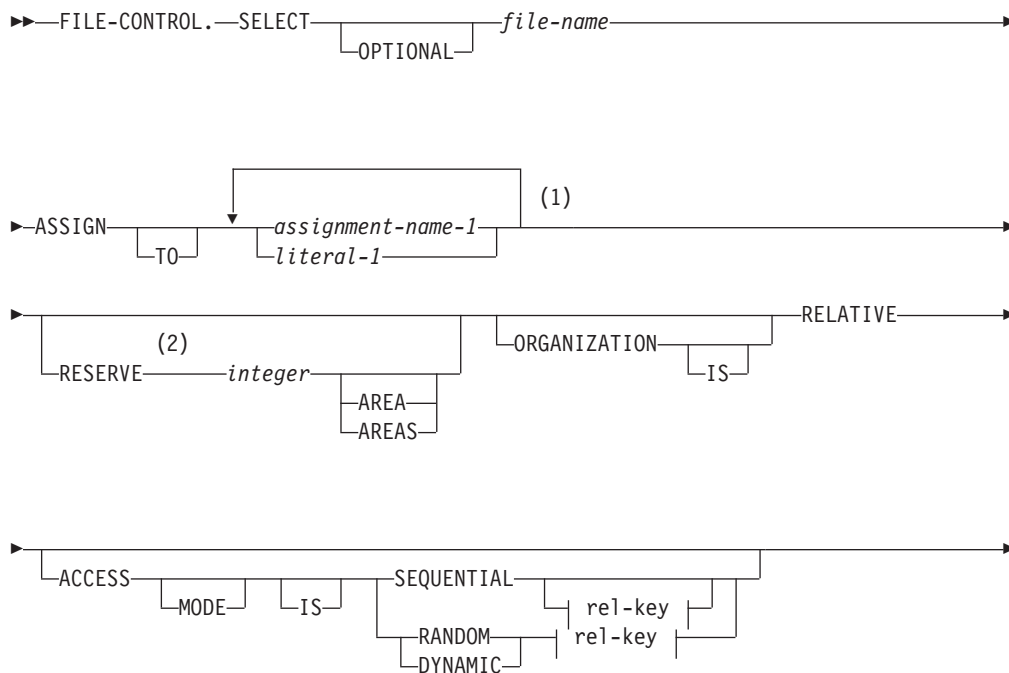 FILE-CONTROL. SELECT file-name
OPTIONAL
(1)
ASSIGN assignment-name-1
TO literal-1
RELATIVE
(2) ORGANIZATION
RESERVE integer IS
AREA
AREAS
ACCESS SEQUENTIAL
MODE IS rel-key
RANDOM rel-key
DYNAMIC